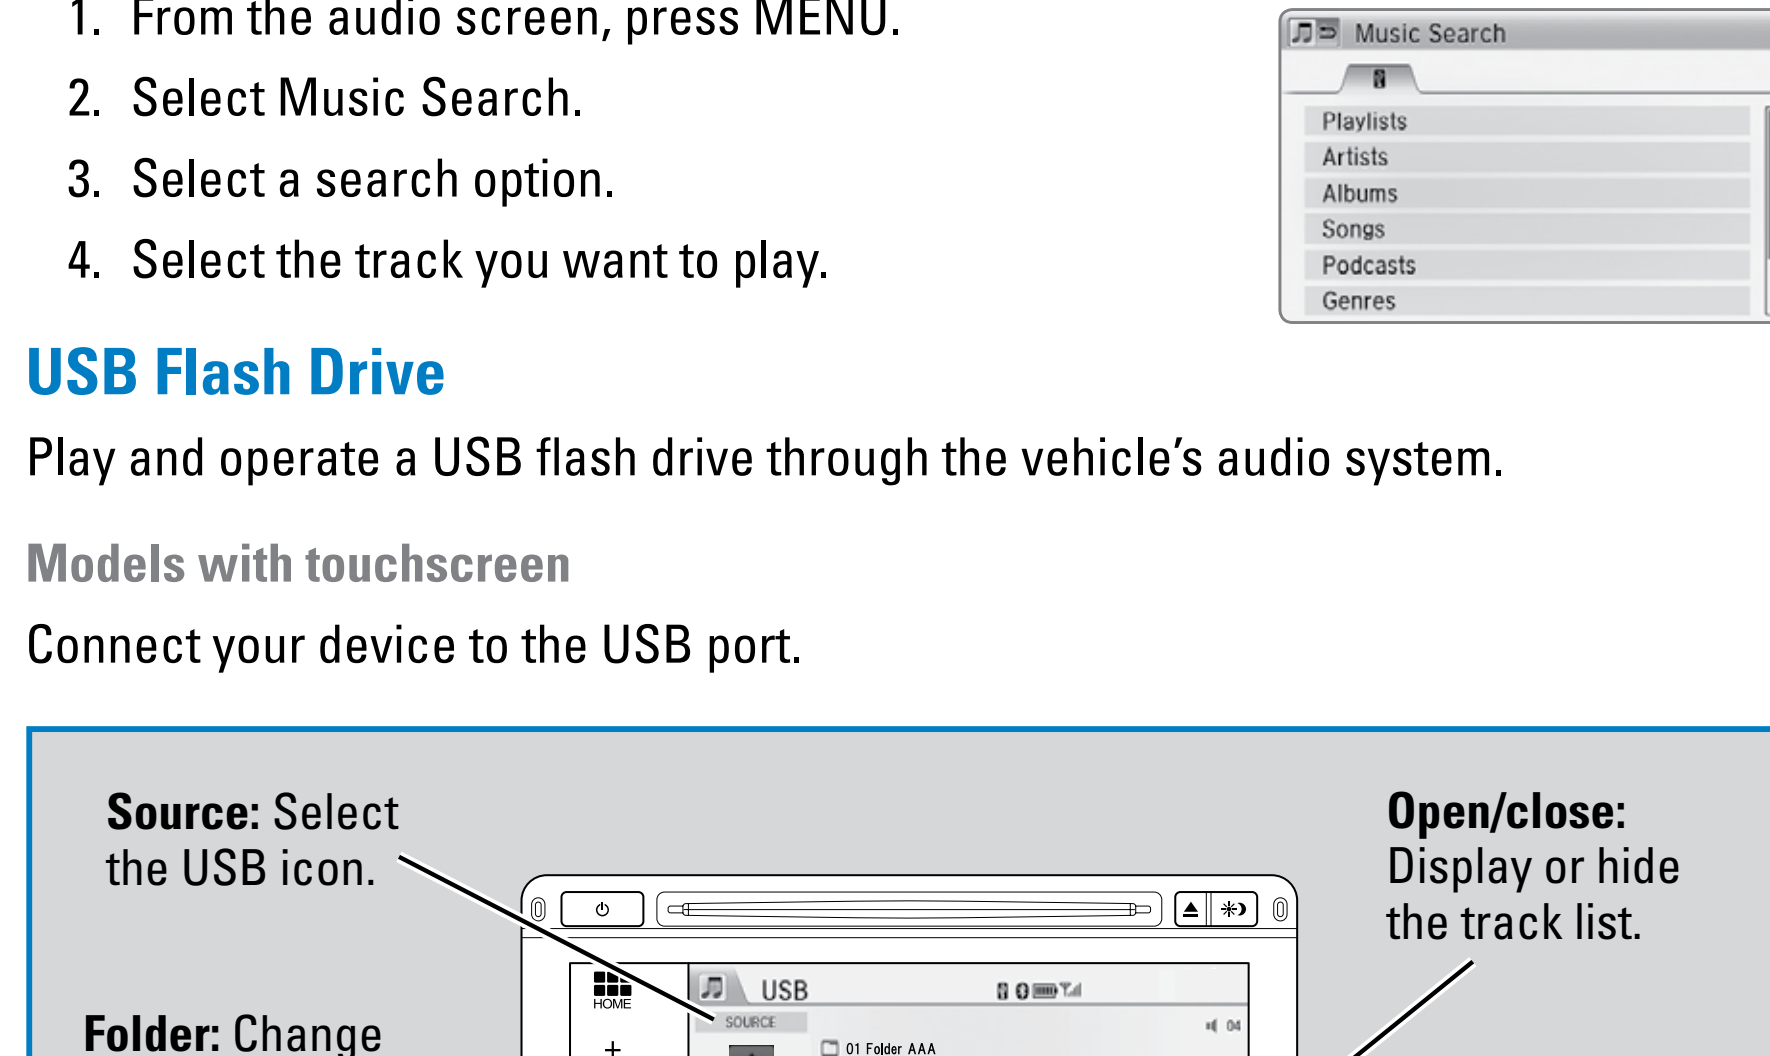 1. From the audio screen, press MENU.
2. Select Music Search.
3. Select a search option.
4. Select the track you want to play.
Music Search
Playlists
Artists
Albums
Songs
Podcasts
Genres
USB Flash Drive
Play and operate a USB flash drive through the vehicle’s audio system.
Models with touchscreen
Connect your device to the USB port.
Source: Select
the USB icon.
Open/close:
Display or hide
the track list.
Folder: Change
HOME
+
USB
SOURCE
04
01 Folder AAA